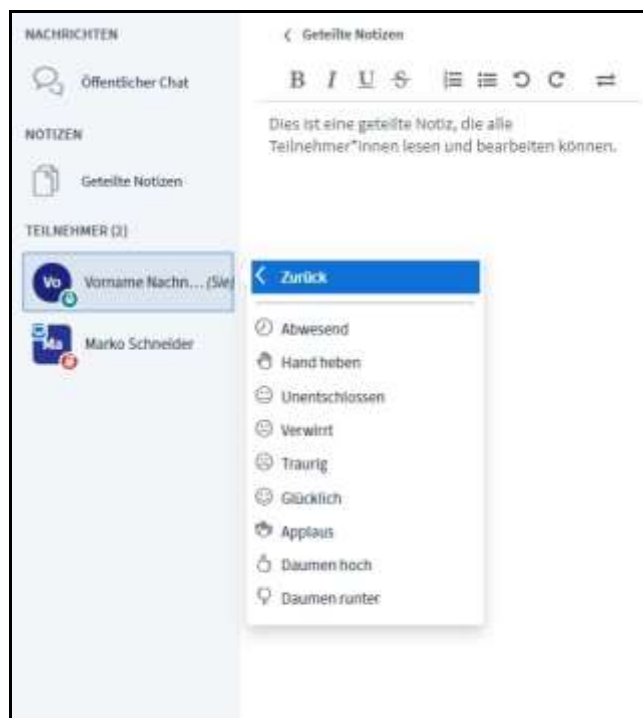 NACHRICHTEN
Öffentlicher Chat
NOTIZEN
Geteilte Notizen
TEILNEHMER (2)
Vo
Vorname Nachn... (Sie)
Ma
Marko Schneider
Geteilte Notizen
B I U S
Dies ist eine geteilte Notiz, die alle
Teilnehmer*innen lesen und bearbeiten können.
Zurück
Abwesend
Hand heben
Unentschlossen
Verwirrt
Traurig
Glücklich
Applaus
Daumen hoch
Daumen runter